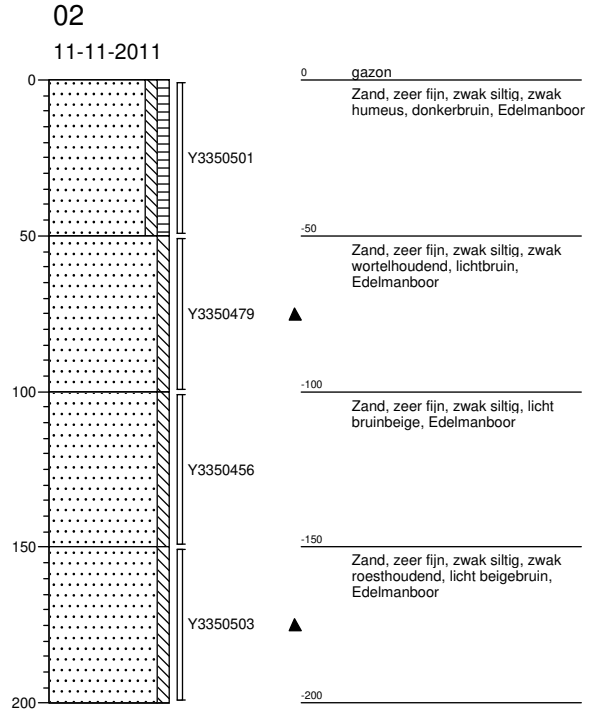 02
11-11-2011
0
0
gazon
Zand, zeer fijn, zwak siltig, zwak
humeus, donkerbruin, Edelmanboor
Y3350501
50
-50
Zand, zeer fijn, zwak siltig, zwak
wortelhoudend, lichtbruin,
Edelmanboor
Y3350479
100
-100
Zand, zeer fijn, zwak siltig, licht
bruinbeige, Edelmanboor
Y3350456
150
-150
Zand, zeer fijn, zwak siltig, zwak
roesthoudend, licht beigebruin,
Edelmanboor
Y3350503
200
-200